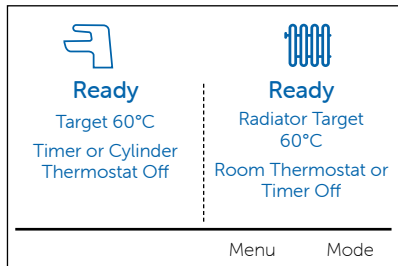 Ready
Target 60°C
Timer or Cylinder
Thermostat Off
Ready
Radiator Target
60°C
Room Thermostat or
Timer Off
Menu
Mode